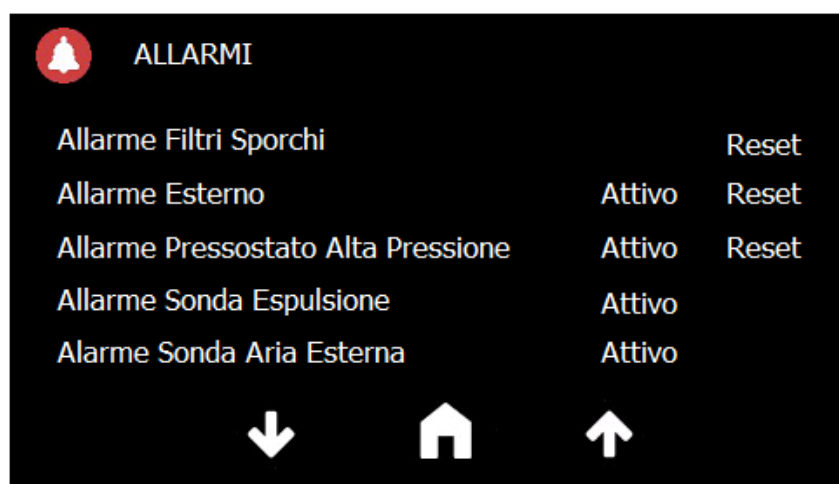 ALLARMI
Allarme Filtri Sporchi Reset
Allarme Esterno Attivo Reset
Allarme Pressostato Alta Pressione Attivo Reset
Allarme Sonda Espulsione Attivo
Alarme Sonda Aria Esterna Attivo